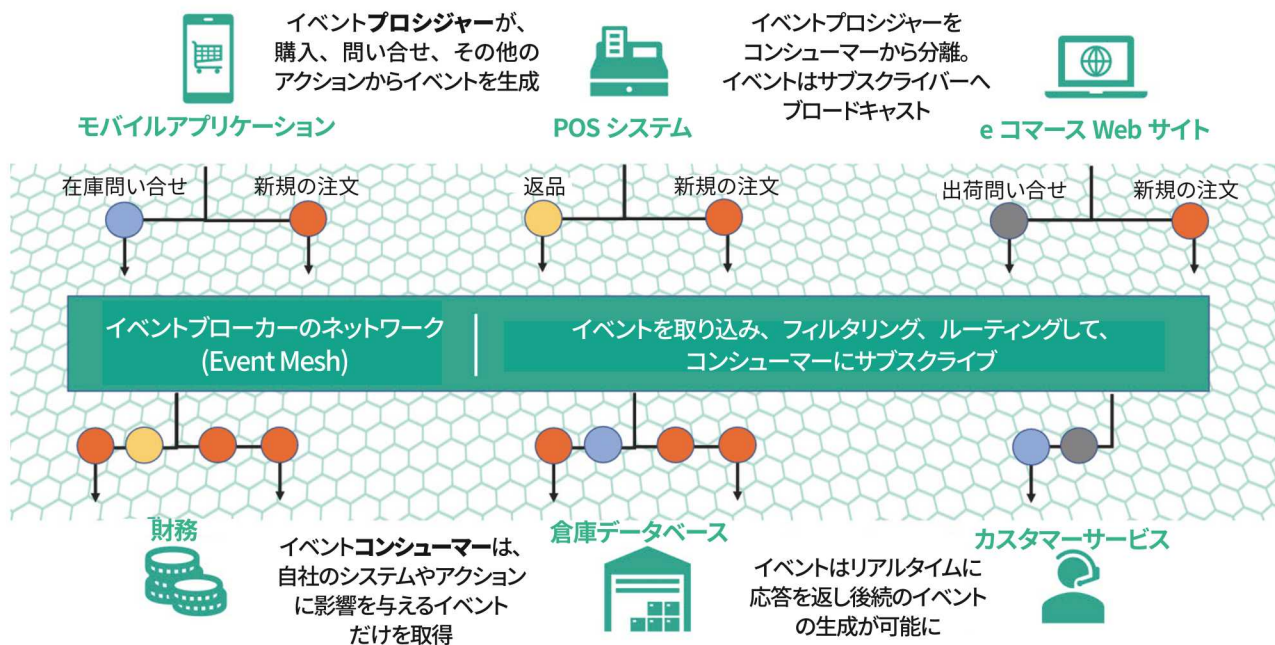 イベントプロシジャーが、
購入、問い合せ、その他の
アクションからイベントを生成
モバイルアプリケーション
POS システム
イベントプロシジャーを
コンシューマーから分離。
イベントはサブスクライバーへ
ブロードキャスト
e コマース Web サイト
在庫問い合せ
新規の注文
返品
新規の注文
出荷問い合せ
新規の注文
イベントブローカーのネットワーク
(Event Mesh)
イベントを取り込み、フィルタリング、ルーティングして、
コンシューマーにサブスクライブ
財務
イベントコンシューマーは、
自社のシステムやアクション
に影響を与えるイベント
だけを取得
倉庫データベース
イベントはリアルタイムに
応答を返し後続のイベント
の生成が可能に
カスタマーサービス